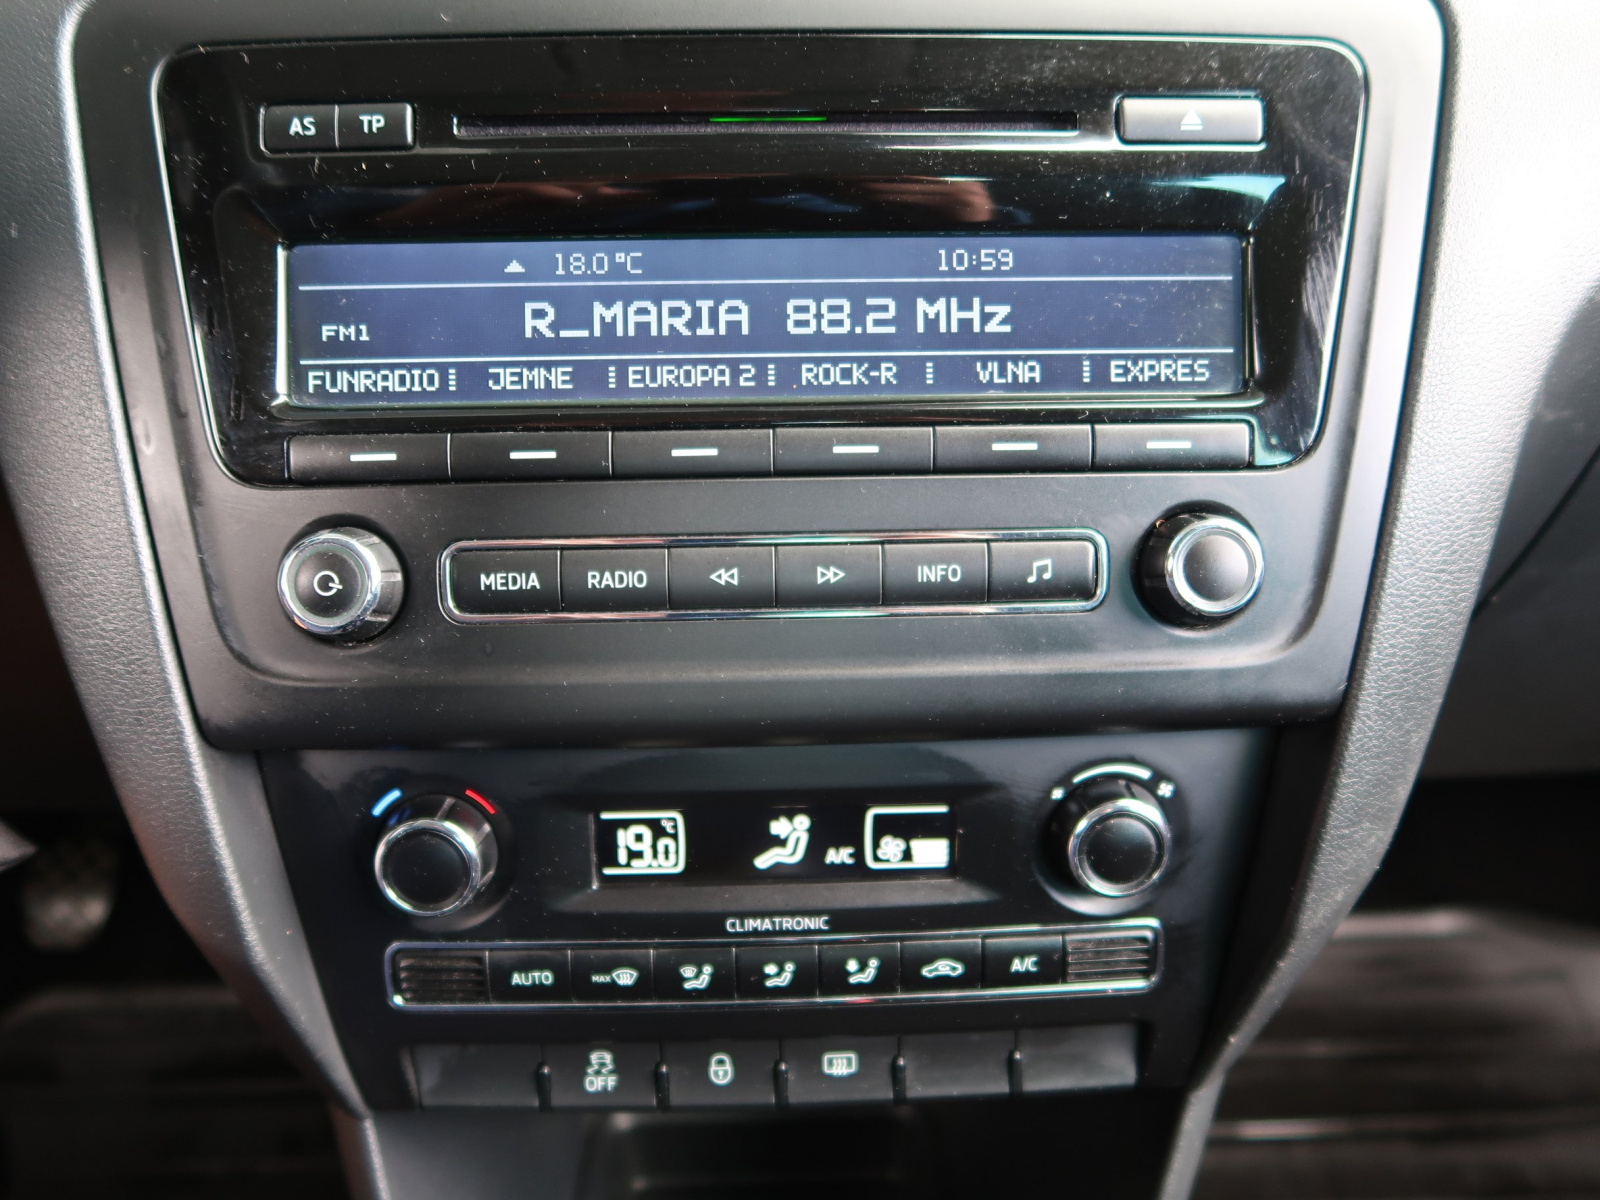 AS TP
18.0 °C 10:59
FM1 R_MARIA 88.2 MHz
FUNRADIO JEMNE EUROPA 2 ROCK-R VLNA EXPRES
MEDIA RADIO INFO
19.0 °C A/C
CLIMATRONIC
AUTO MAX A/C
OFF